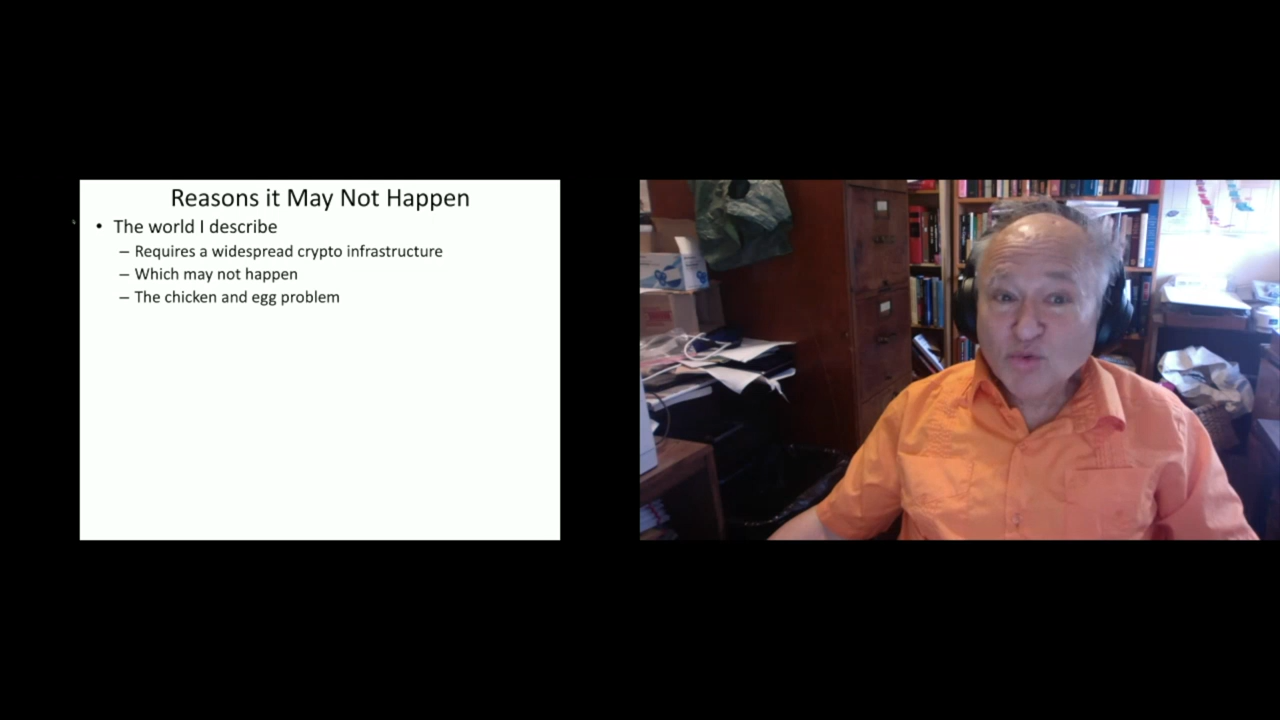 Reasons it May Not Happen
• The world I describe
– Requires a widespread crypto infrastructure
– Which may not happen
– The chicken and egg problem